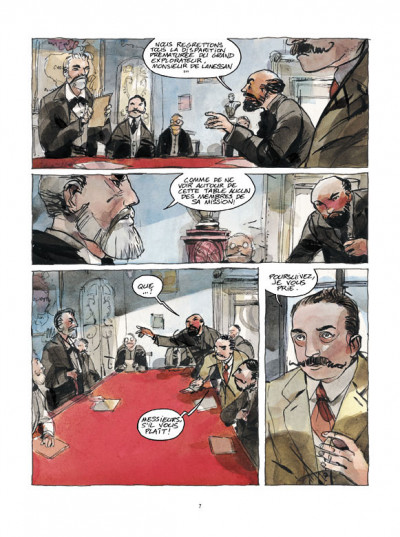 NOUS REGRETTONS
TOUS LA DISPARITION
PRÉMATURÉE DU GRAND
EXPLORATEUR,
MONSIEUR DE LANESSAN
...
COMME DE NE
VOIR AUTOUR DE
CETTE TABLE AUCUN
DES MEMBRES DE
SA MISSION!
QUE
...!
MESSIEURS,
S'IL VOUS
PLAÎT!
POURSUIVEZ,
JE VOUS
PRIE.
7